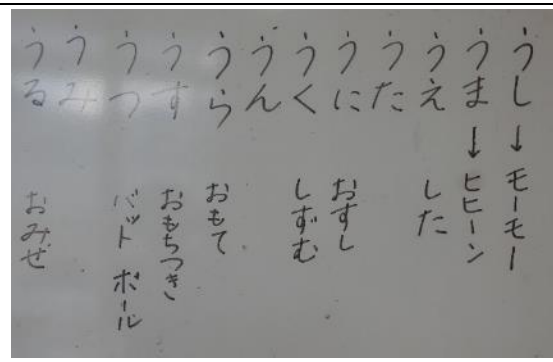 うし→モーモー
うま→ヒヒーン
うえ した
うた
うに おすし
うく しずむ
うん
うら おもて
うす おもちつき
うつ バット ボール
うみ
うる おみせ